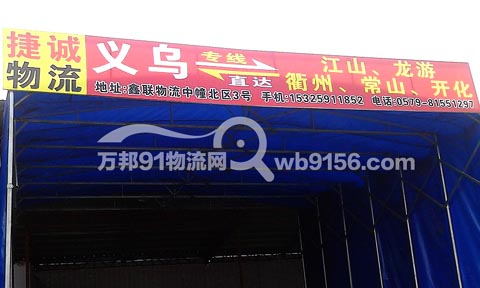 捷诚
物流
义乌
专线
直达
江山、龙游
衢州、常山、开化
地址:鑫联物流中幢北区3号 手机:15325911852 电话:0579-81551297
万邦91物流网
wb9156.com